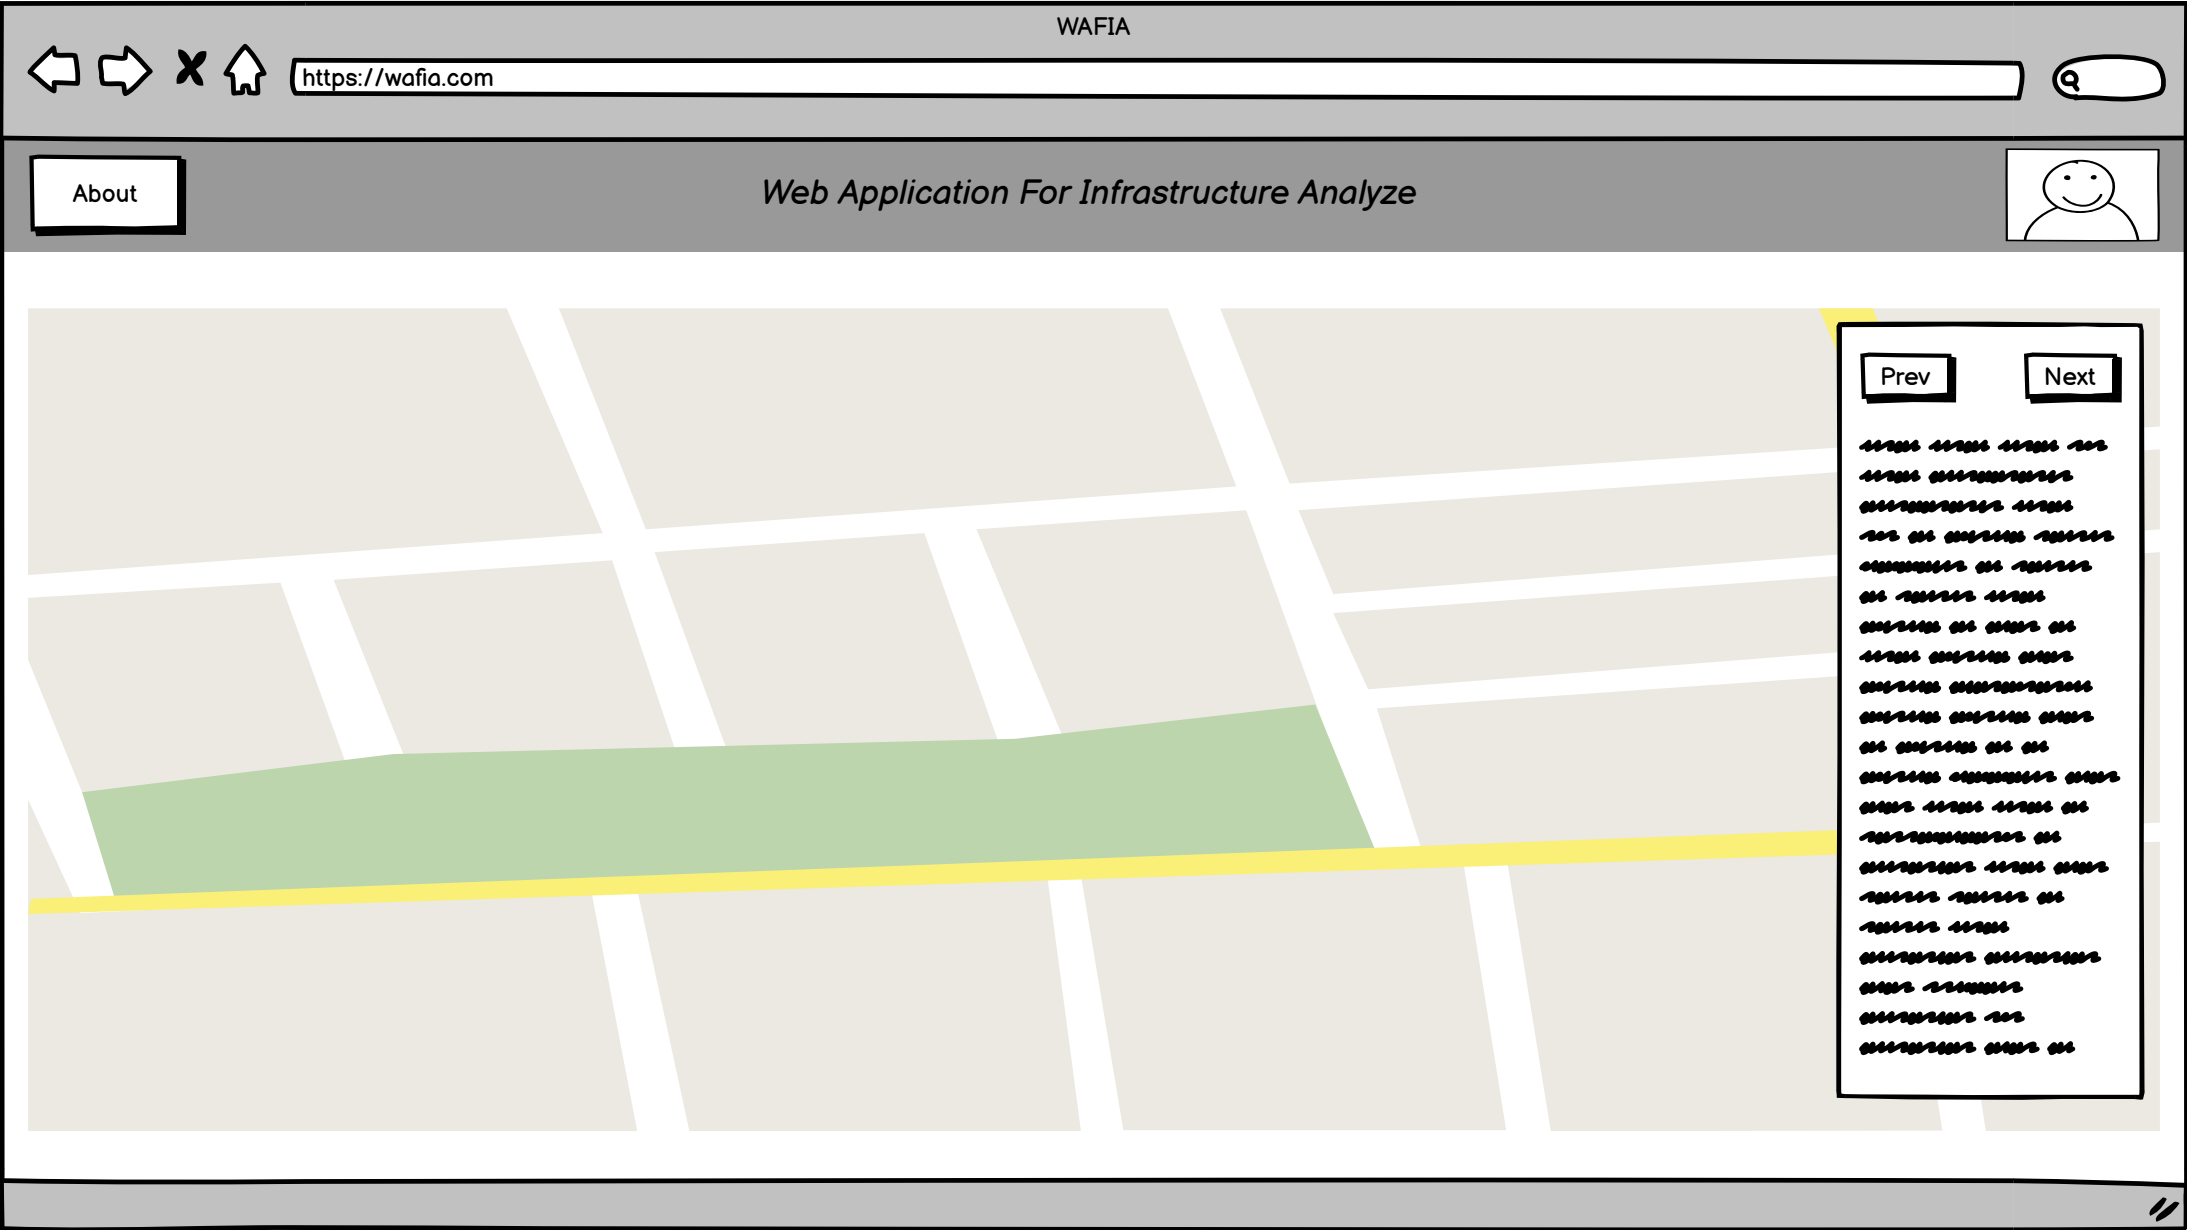 WAFIA
https://wafia.com
About
Web Application For Infrastructure Analyze
Prev
Next